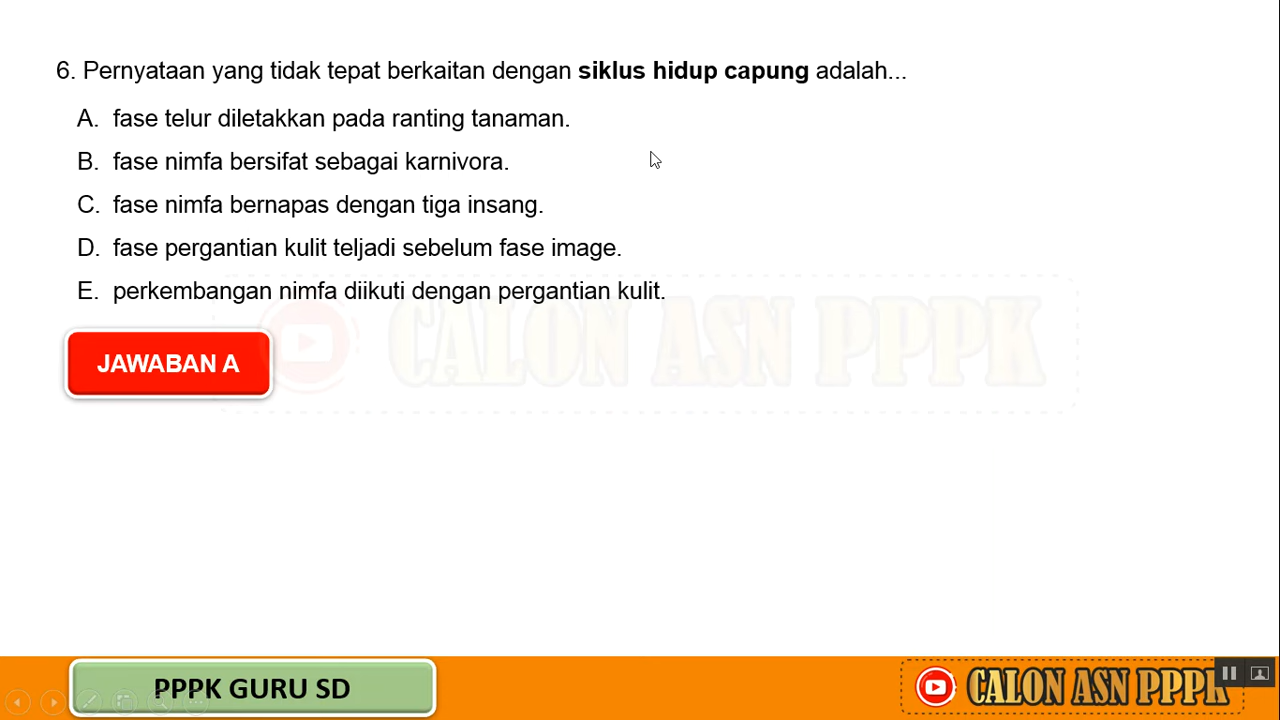 6. Pernyataan yang tidak tepat berkaitan dengan siklus hidup capung adalah...
A. fase telur diletakkan pada ranting tanaman.
B. fase nimfa bersifat sebagai karnivora.
C. fase nimfa bernapas dengan tiga insang.
D. fase pergantian kulit teljadi sebelum fase image.
E. perkembangan nimfa diikuti dengan pergantian kulit.
CALON ASN PPPK
JAWABAN A
PPPK GURU SD
CALON ASN PPPK